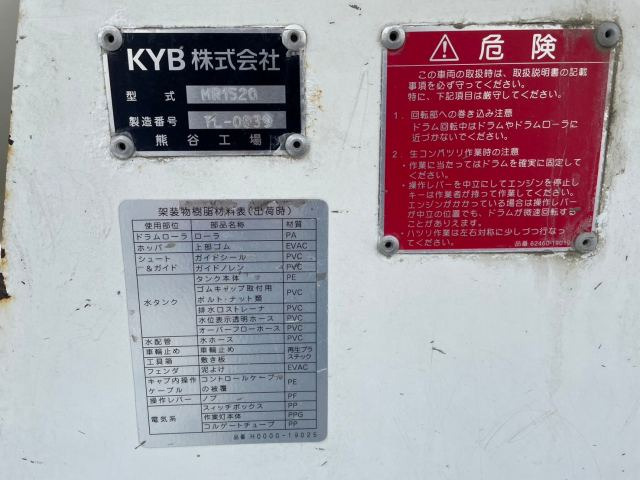 KYB 株式会社
型式 MR1520
製造番号 TL-0839
熊谷工場
危険
この車両の取扱時は、取扱説明書の記載
事項を必ず守ってください。
特に、下記項目は厳守してください。
1. 回転部への巻き込み注意
ドラム回転中はドラムやドラムローラに
近づかないでください。
2. 生コンハツリ作業時の注意
・作業に当たってはドラムを確実に固定して
ください。
・操作レバーを中立にしてエンジンを停止し
キーは作業者が持って作業してください。
エンジンがかかっている場合は操作レバー
が中立の位置でも、ドラムが微速回転する
ことがあります。
・ハツリ作業は左右対称に少しづつ行なっ
てください。
品番 62460-19010
架装物樹脂材料表(出荷時)
使用部位 部品名称 材質
ドラムローラ ローラ PA
ホッパ 上部ゴム EVAC
シュート ガイドシール PVC
&ガイド ガイドノレン PVC
水タンク タンク本体 PE
ゴムキャップ取付用
ボルト・ナット類 PVC
排水口ストレーナ PVC
水位表示透明ホース PVC
オーバーフローホース PVC
水配管 水ホース PVC
車輪止め 車輪止め 再生プラ
工具箱 敷き板 スチック
フェンダ 泥よけ EVAC
キャブ内操作 コントロールケーブル PE
ケーブル の被覆
操作レバー ノブ PF
電気系 スイッチボックス PP
作業灯本体 PPG
コルゲートチューブ PP
品番 H0000-19025